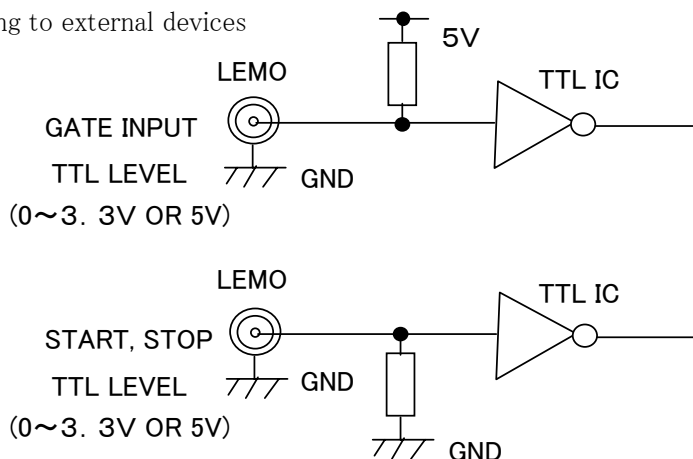 ng to external devices
5V
LEMO
TTL IC
GATE INPUT
TTL LEVEL
GND
(0～3. 3V OR 5V)
LEMO
TTL IC
START, STOP
TTL LEVEL
GND
(0～3. 3V OR 5V)
GND